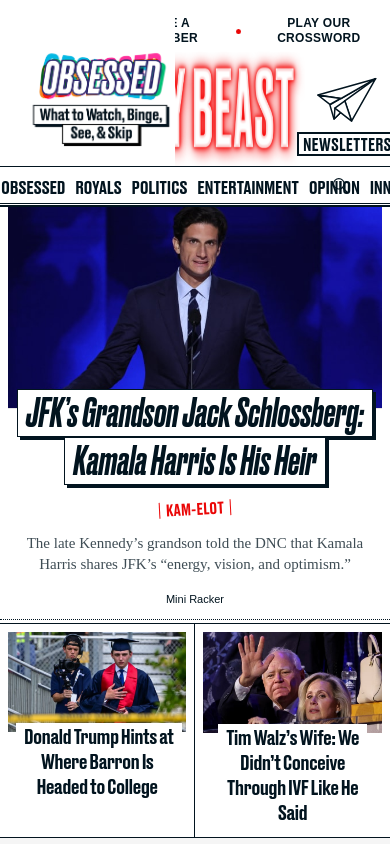 E A
BER
PLAY OUR
CROSSWORD
OBSESSED
What to Watch, Binge,
See, & Skip
Y BEAST
NEWSLETTERS
OBSESSED ROYALS POLITICS ENTERTAINMENT OPINION INN
JFK's Grandson Jack Schlossberg:
Kamala Harris Is His Heir
KAM-ELOT
The late Kennedy's grandson told the DNC that Kamala
Harris shares JFK's “energy, vision, and optimism.”
Mini Racker
Donald Trump Hints at
Where Barron Is
Headed to College
Tim Walz's Wife: We
Didn't Conceive
Through IVF Like He
Said